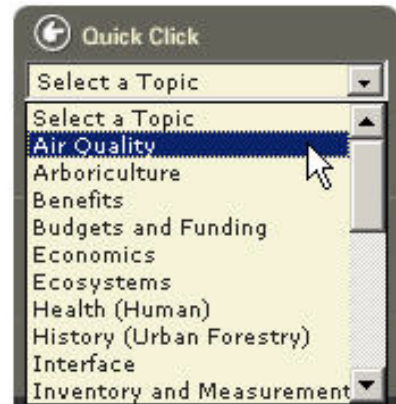 Quick Click
Select a Topic
Select a Topic
Air Quality
Arboriculture
Benefits
Budgets and Funding
Economics
Ecosystems
Health (Human)
History (Urban Forestry)
Interface
Inventory and Measurement